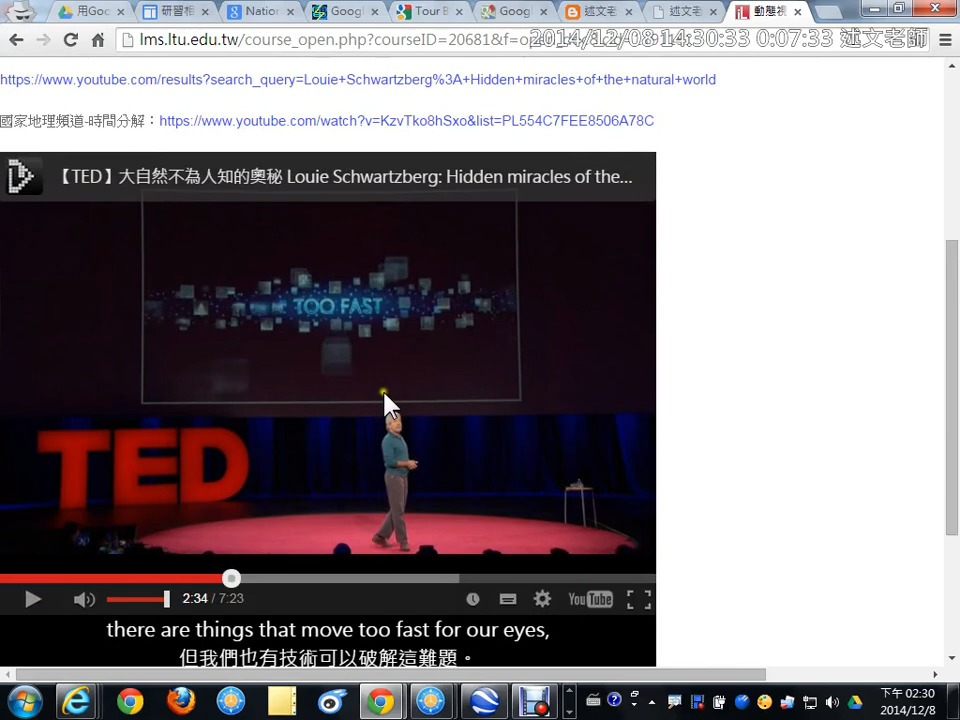 用Goc
研習相
Nation
Googl
Tour B
Googl
述文老
述文老
動態視
lms.ltu.edu.tw/course_open.php?courseID=20681&f=op
2014/12/08 14:30:33 0:07:33 述文老師
https://www.youtube.com/results?search_query=Louie+Schwartzberg%3A+Hidden+miracles+of+the+natural+world
國家地理頻道-時間分解：https://www.youtube.com/watch?v=KzvTko8hSxo&list=PL554C7FEE8506A78C
【TED】大自然不為人知的奧秘 Louie Schwartzberg: Hidden miracles of the...
TOO FAST
TED
2:34 / 7:23
YouTube
there are things that move too fast for our eyes,
但我們也有技術可以破解這難題。
下午 02:30
2014/12/8